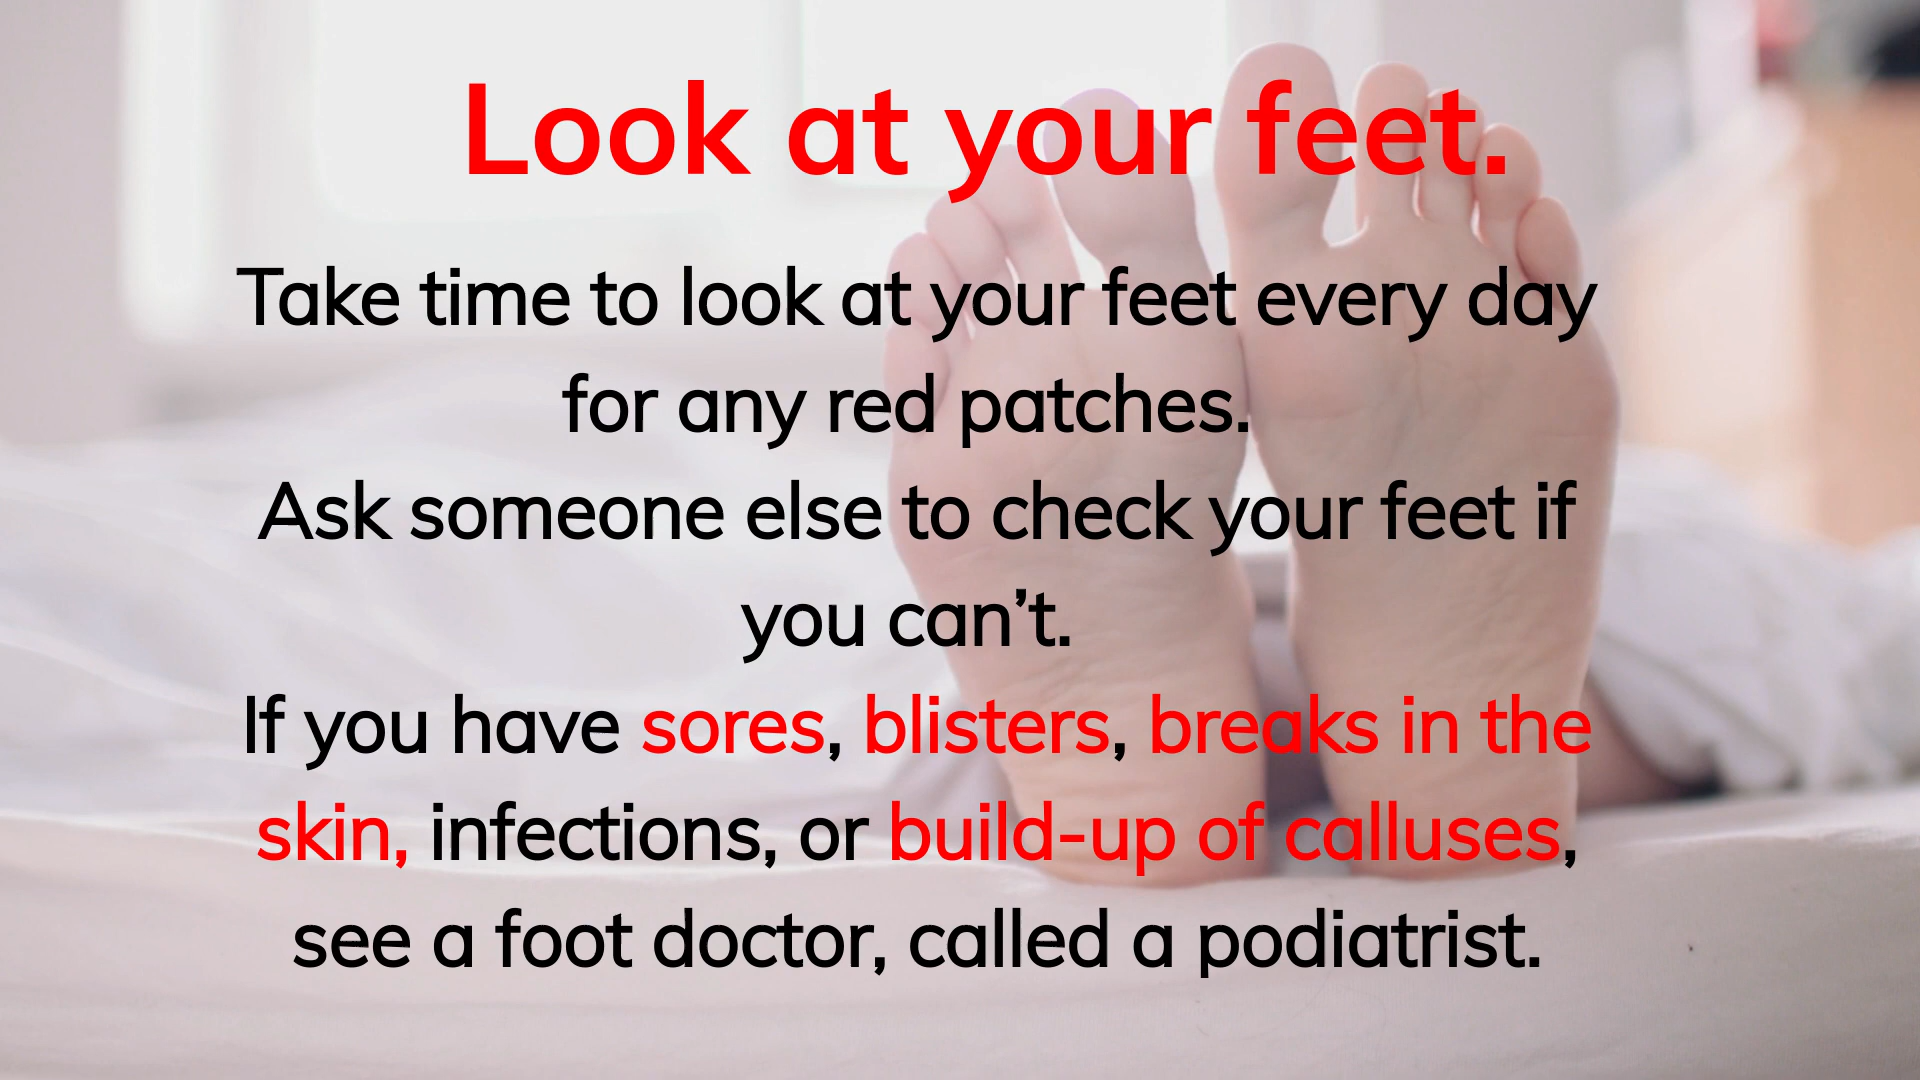 Look at your feet.
Take time to look at your feet every day
for any red patches.
Ask someone else to check your feet if
you can’t.
If you have sores, blisters, breaks in the
skin, infections, or build-up of calluses,
see a foot doctor, called a podiatrist.